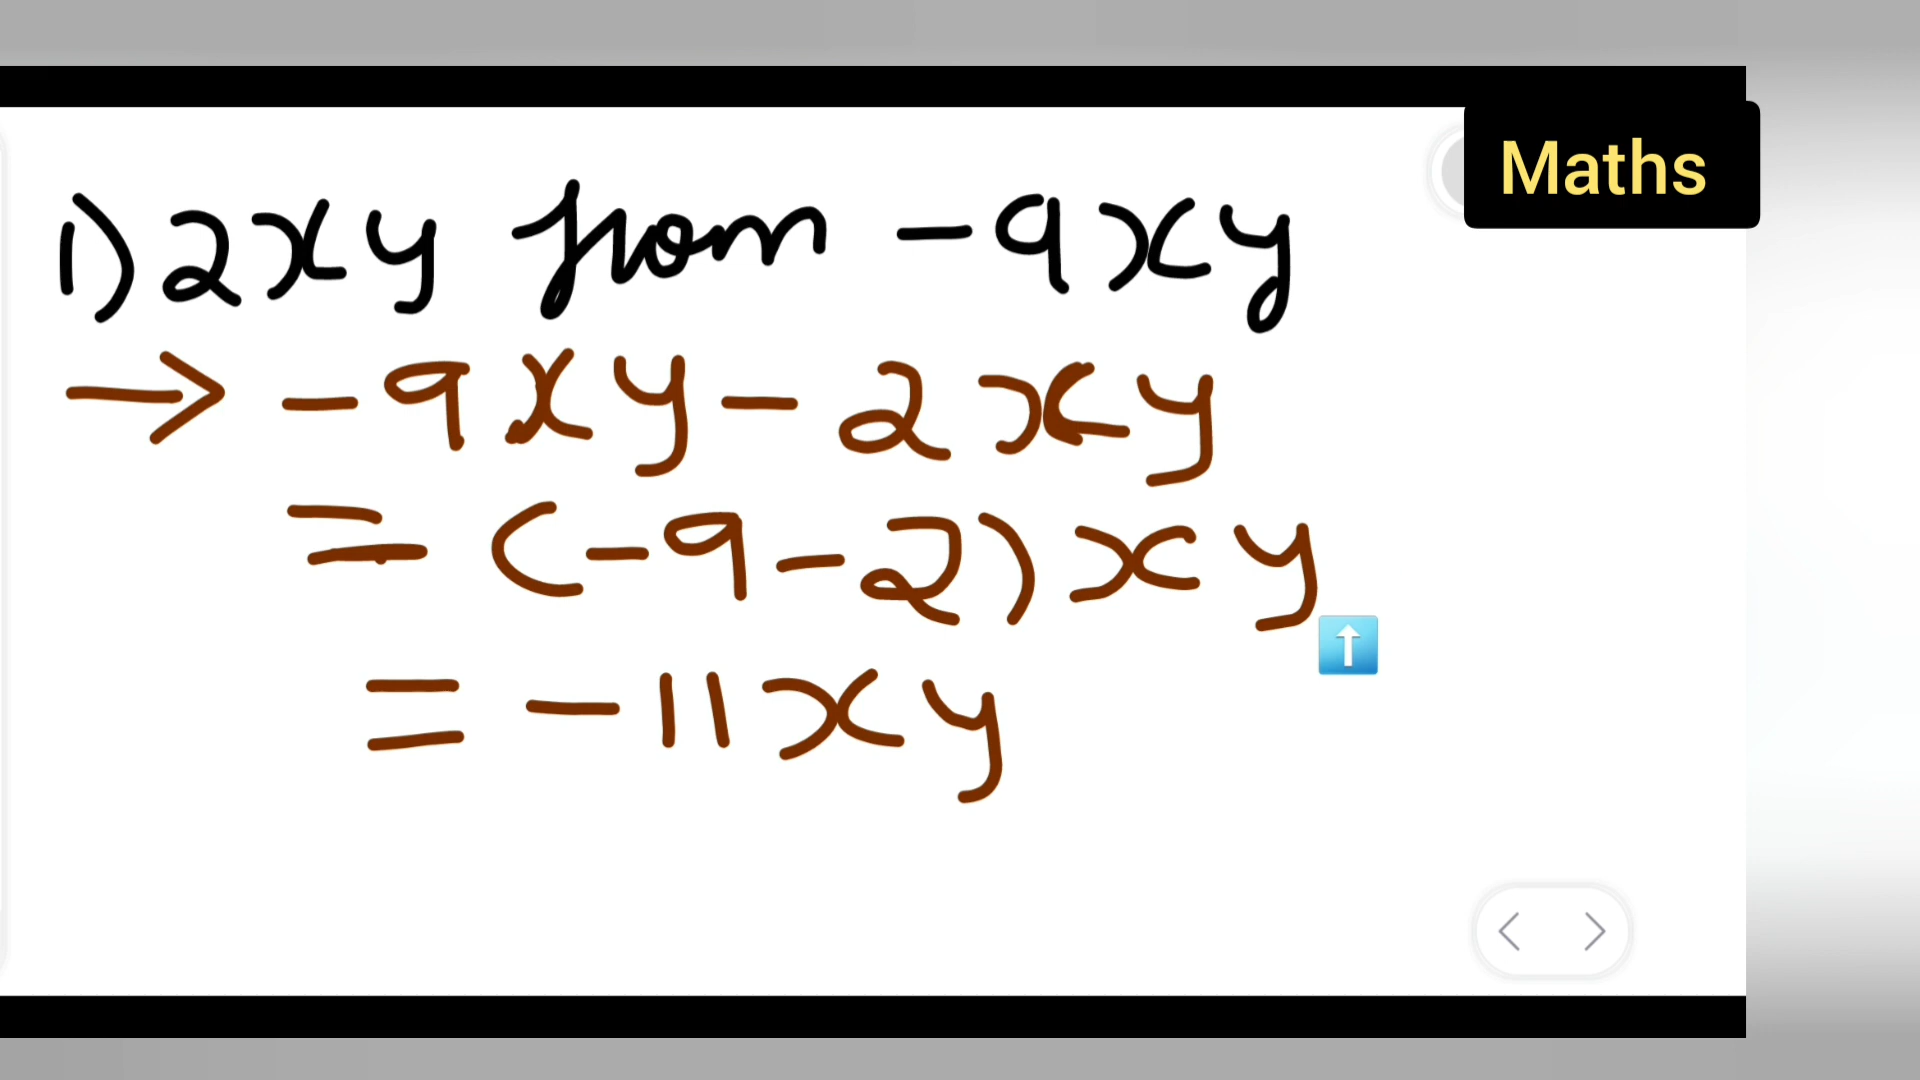 Maths
1) 2xy from -9xy
→ -9xy - 2xy
= (-9-2)xy
= -11xy